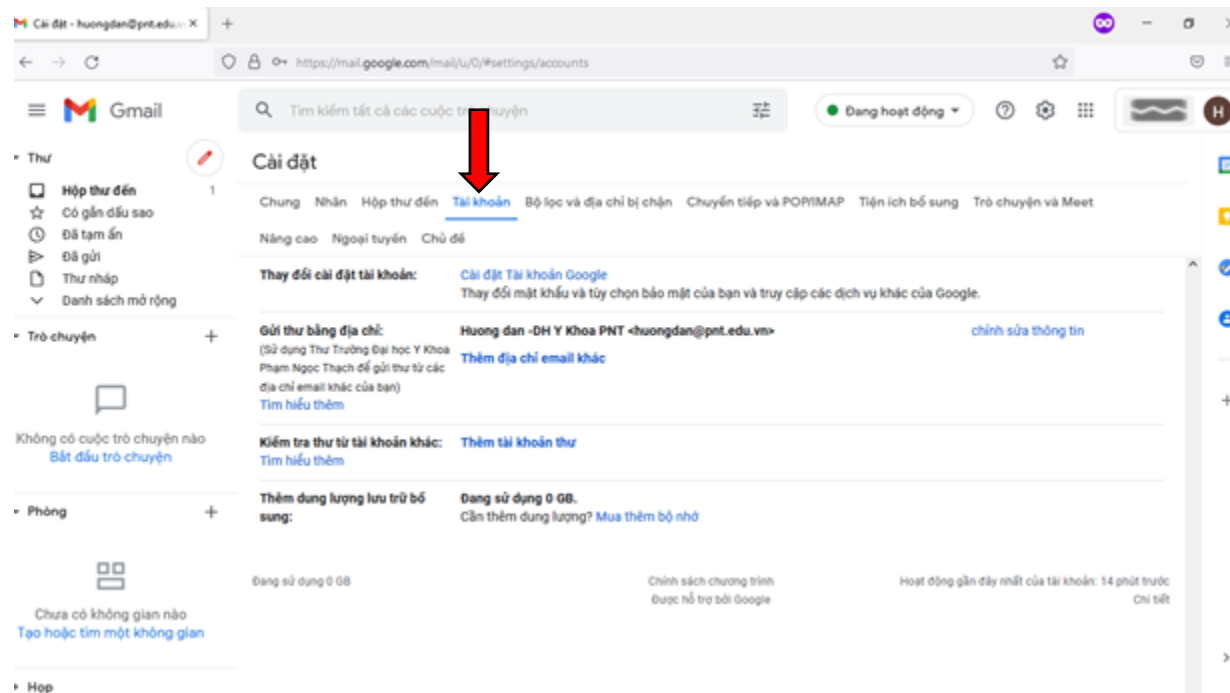 Cài đặt - huongdan@pnt.edu.vn
https://mail.google.com/mail/u/0/#settings/accounts
Gmail
Tìm kiếm tất cả các cuộc trò chuyện
Đang hoạt động
H
Thư
Hộp thư đến 1
Có gắn dấu sao
Đã tạm ẩn
Đã gửi
Thư nháp
Danh sách mở rộng
Trò chuyện
Không có cuộc trò chuyện nào
Bắt đầu trò chuyện
Phòng
Chưa có không gian nào
Tạo hoặc tìm một không gian
Họp
Cài đặt
Chung Nhãn Hộp thư đến Tài khoản Bộ lọc và địa chỉ bị chặn Chuyển tiếp và POP/IMAP Tiện ích bổ sung Trò chuyện và Meet
Nâng cao Ngoại tuyến Chủ đề
Thay đổi cài đặt tài khoản: Cài đặt Tài khoản Google
Thay đổi mật khẩu và tùy chọn bảo mật của bạn và truy cập các dịch vụ khác của Google.
Gửi thư bằng địa chỉ: Huong dan -DH Y Khoa PNT <huongdan@pnt.edu.vn> chỉnh sửa thông tin
(Sử dụng Thư Trường Đại học Y Khoa
Phạm Ngọc Thạch để gửi thư từ các
địa chỉ email khác của bạn)
Thêm địa chỉ email khác
Tìm hiểu thêm
Kiểm tra thư từ tài khoản khác: Thêm tài khoản thư
Tìm hiểu thêm
Thêm dung lượng lưu trữ bổ
sung:
Đang sử dụng 0 GB.
Cần thêm dung lượng? Mua thêm bộ nhớ
Đang sử dụng 0 GB
Chính sách chương trình
Được hỗ trợ bởi Google
Hoạt động gần đây nhất của tài khoản: 14 phút trước
Chi tiết